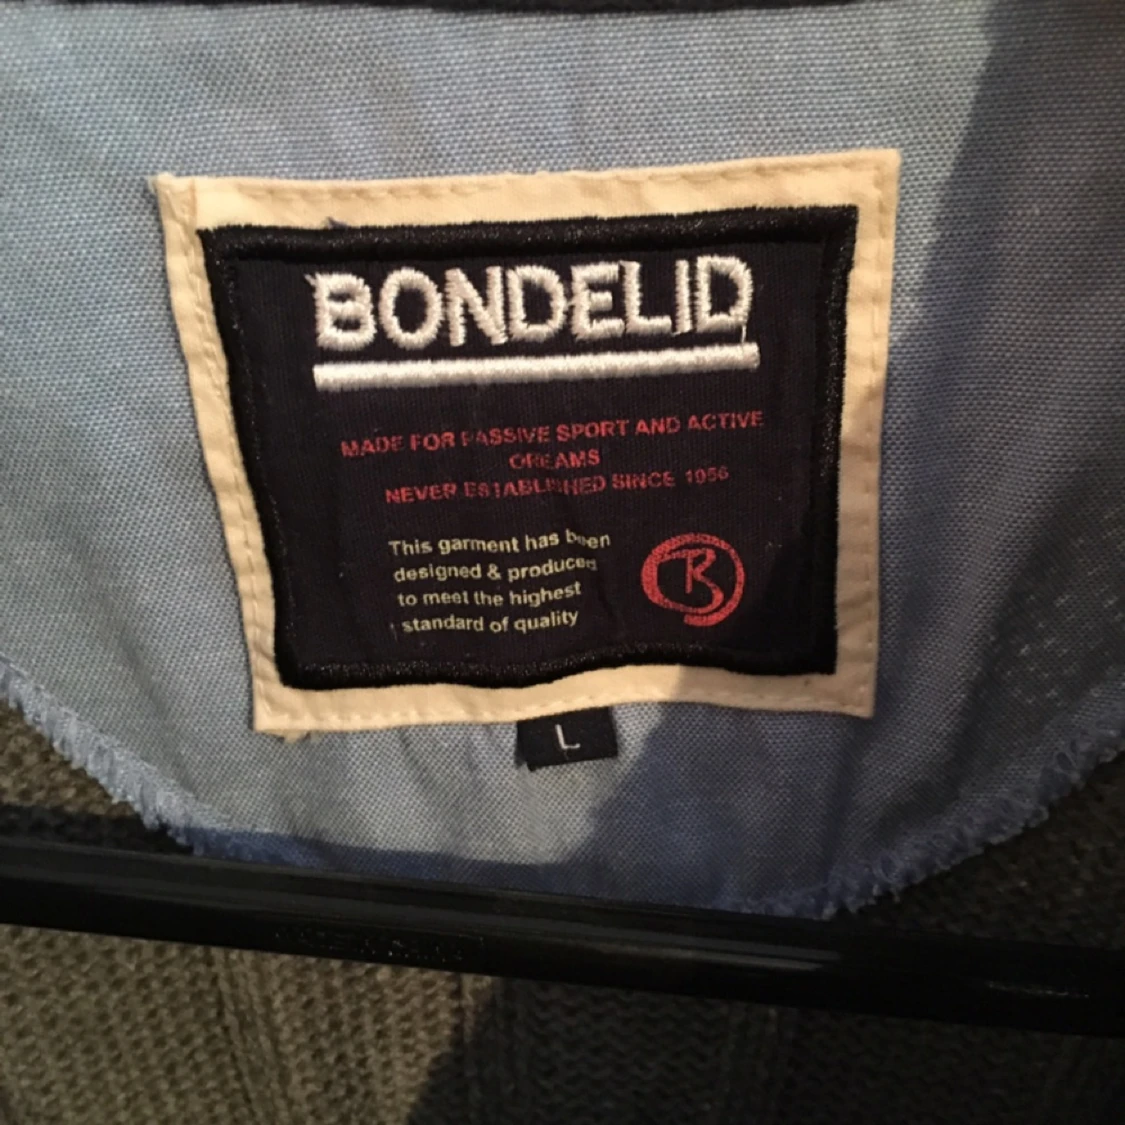 BONDELID
MADE FOR PASSIVE SPORT AND ACTIVE
DREAMS
NEVER ESTABLISHED SINCE 1956
This garment has been
designed & produced
to meet the highest
standard of quality
B
L